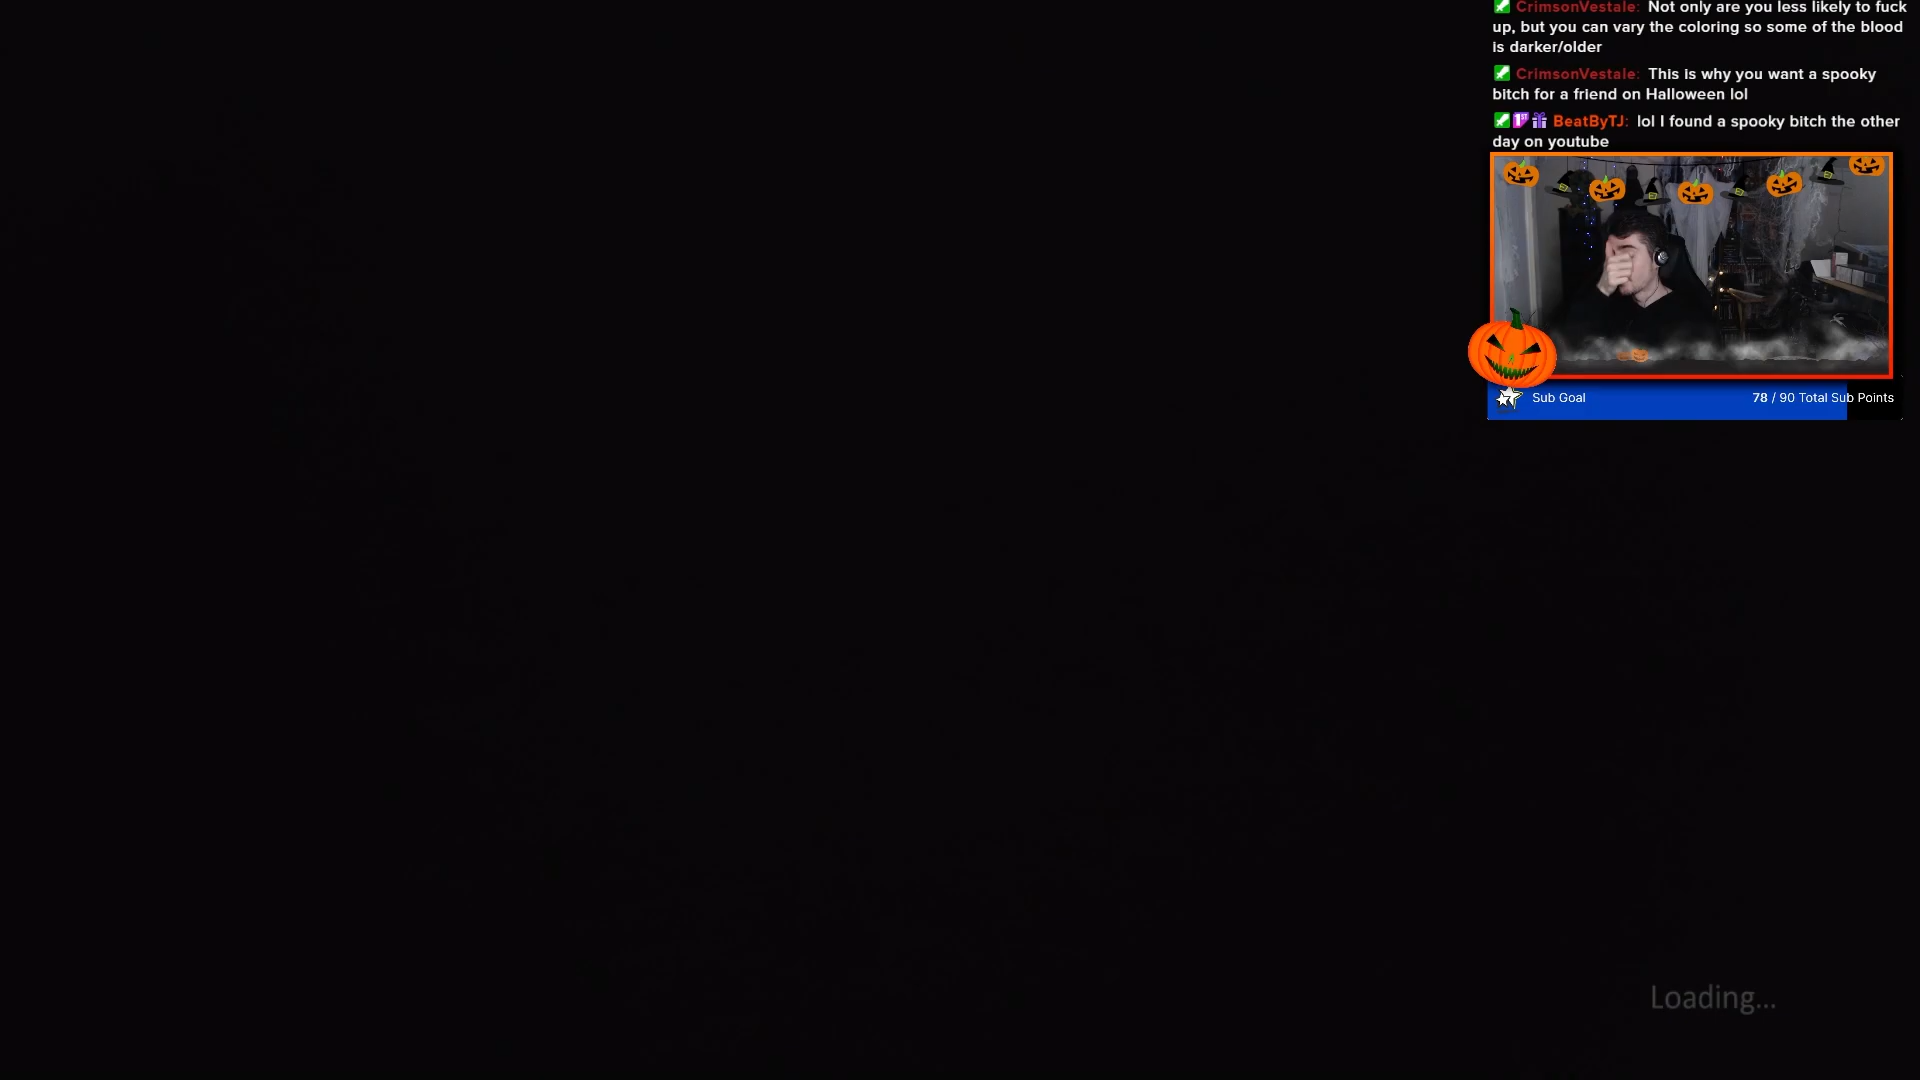 CrimsonVestale: Not only are you less likely to fuck
up, but you can vary the coloring so some of the blood
is darker/older
CrimsonVestale: This is why you want a spooky
bitch for a friend on Halloween lol
BeatByTJ: lol I found a spooky bitch the other
day on youtube
Sub Goal
78 / 90 Total Sub Points
Loading...